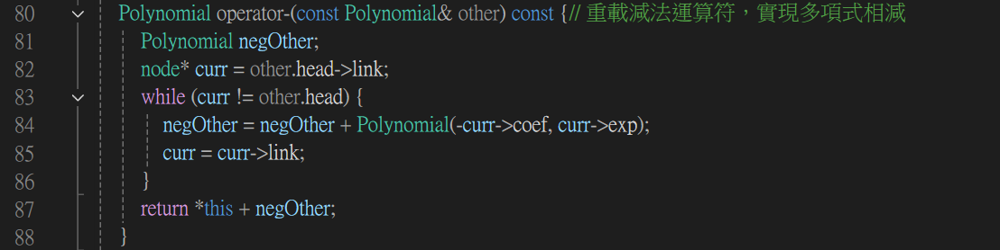 80 Polynomial operator-(const Polynomial& other) const {// 重載減法運算符，實現多項式相減
81 Polynomial negOther;
82 node* curr = other.head->link;
83 while (curr != other.head) {
84 negOther = negOther + Polynomial(-curr->coef, curr->exp);
85 curr = curr->link;
86 }
87 return *this + negOther;
88 }